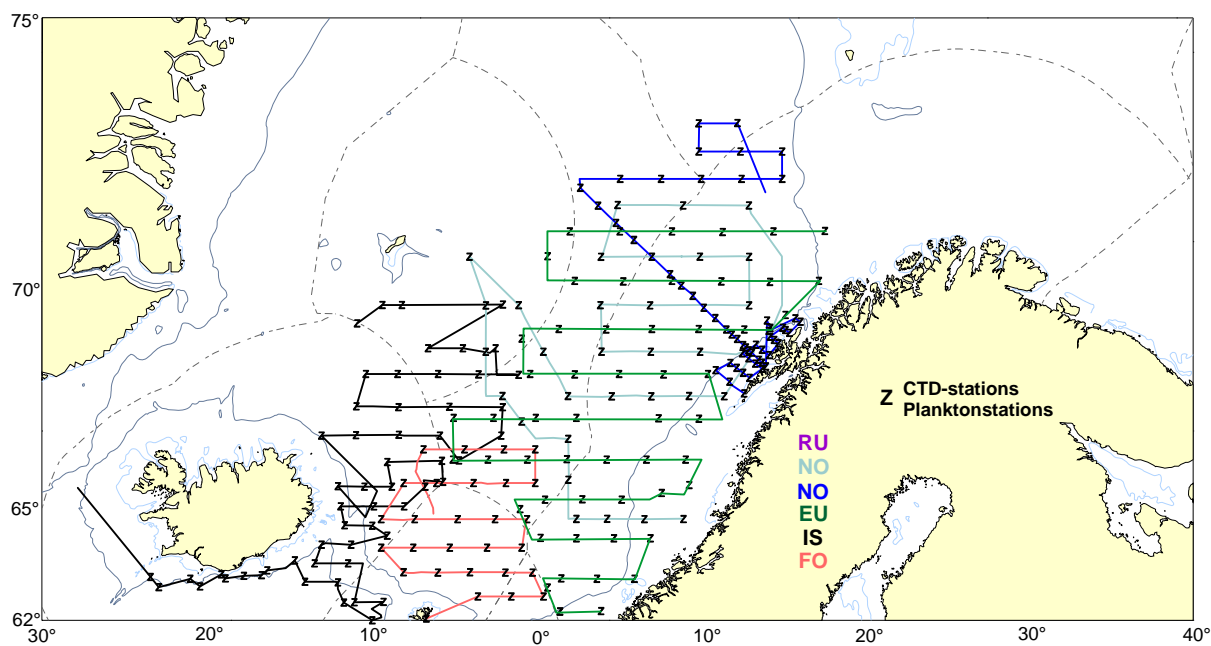 75°
70°
65°
62°
30°
20°
10°
0°
10°
20°
30°
40°
Z CTD-stations
Planktonstations
RU
NO
NO
EU
IS
FO